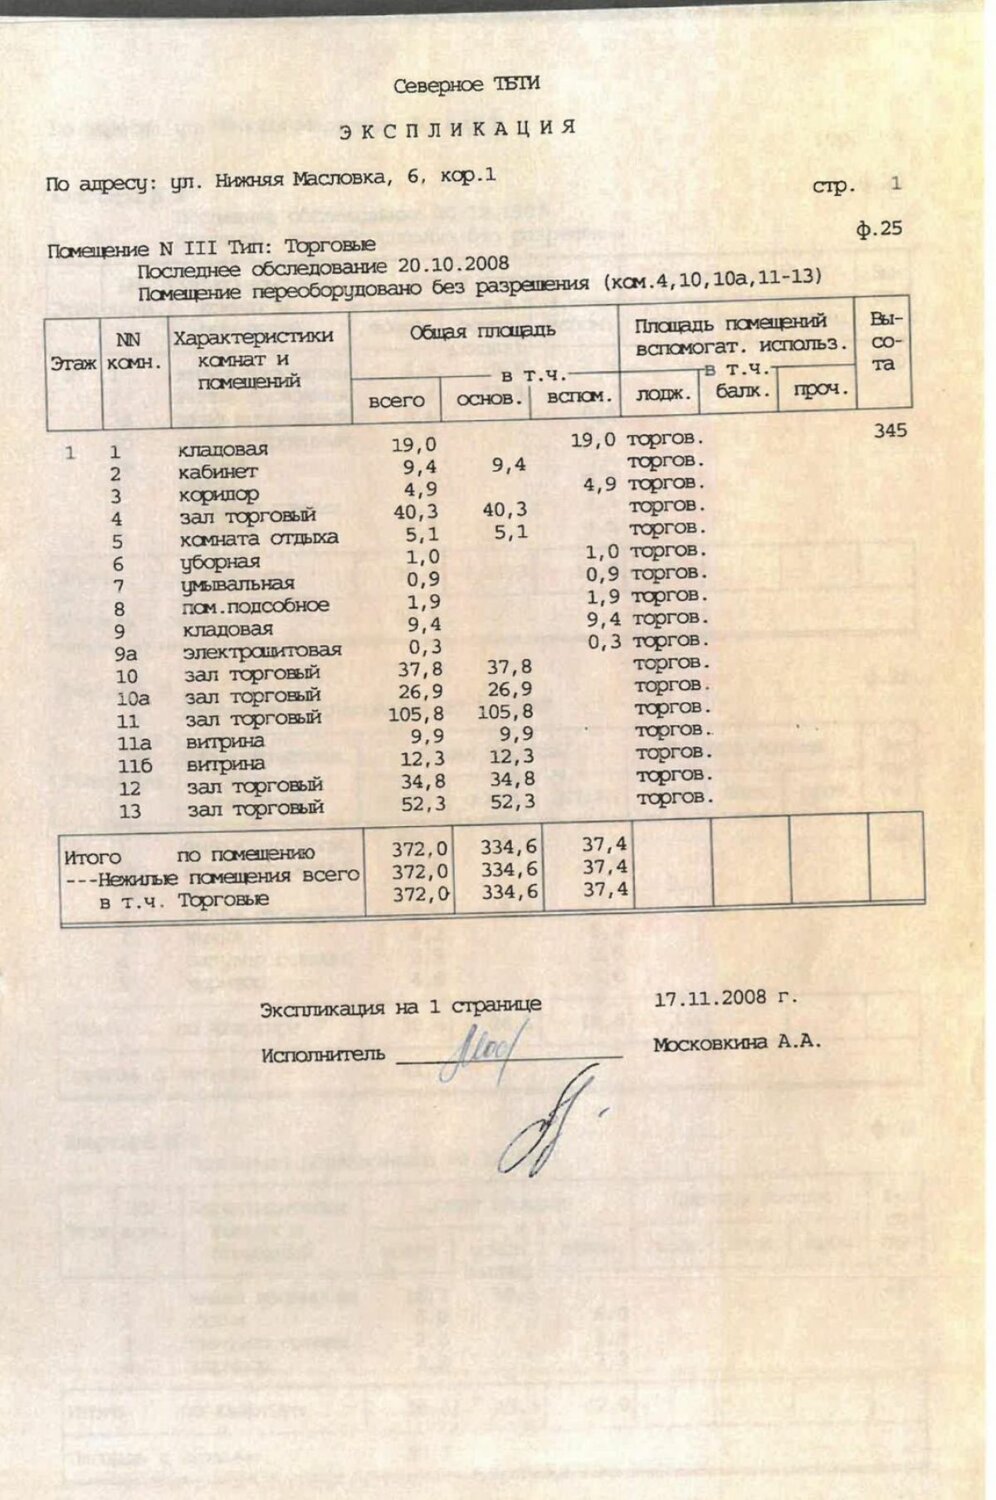 Северное ТБТИ
ЭКСПЛИКАЦИЯ
По адресу: ул. Нижняя Масловка, 6, кор.1
стр. 1
ф.25
Помещение N III Тип: Торговые
Последнее обследование 20.10.2008
Помещение переоборудовано без разрешения (ком.4,10,10а,11-13)
Этаж NN комн. Характеристики комнат и помещений Общая площадь Площадь помещений вспомогат. использ. Вы-со-та
в т.ч. в т.ч.
всего основ. вспом. лодж. балк. проч.
1 1 кладовая 19,0 19,0 торгов. 345
2 кабинет 9,4 9,4 торгов.
3 коридор 4,9 4,9 торгов.
4 зал торговый 40,3 40,3 торгов.
5 комната отдыха 5,1 5,1 торгов.
6 уборная 1,0 1,0 торгов.
7 умывальная 0,9 0,9 торгов.
8 пом.подсобное 1,9 1,9 торгов.
9 кладовая 9,4 9,4 торгов.
9а электрощитовая 0,3 0,3 торгов.
10 зал торговый 37,8 37,8 торгов.
10а зал торговый 26,9 26,9 торгов.
11 зал торговый 105,8 105,8 торгов.
11а витрина 9,9 9,9 торгов.
11б витрина 12,3 12,3 торгов.
12 зал торговый 34,8 34,8 торгов.
13 зал торговый 52,3 52,3 торгов.
Итого по помещению 372,0 334,6 37,4
---Нежилые помещения всего 372,0 334,6 37,4
в т.ч. Торговые 372,0 334,6 37,4
Экспликация на 1 странице 17.11.2008 г.
Исполнитель Московкина А.А.